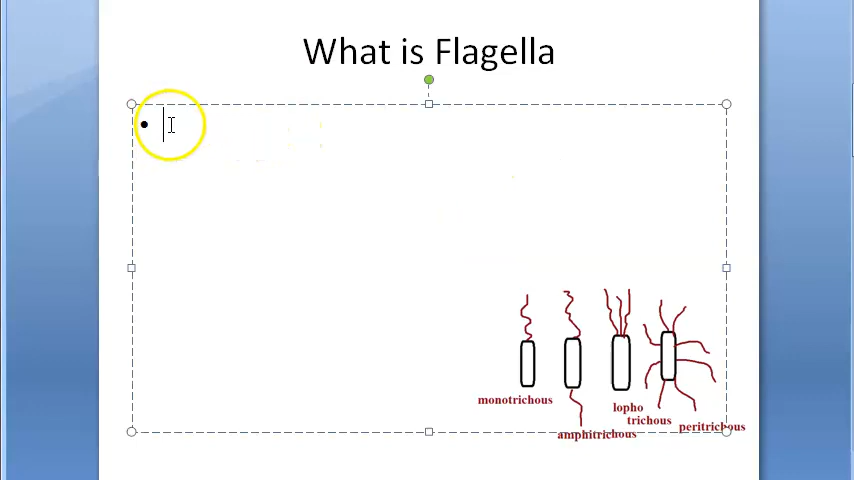 What is Flagella
monotrichous
amphitrichous
lopho
trichous
peritrichous